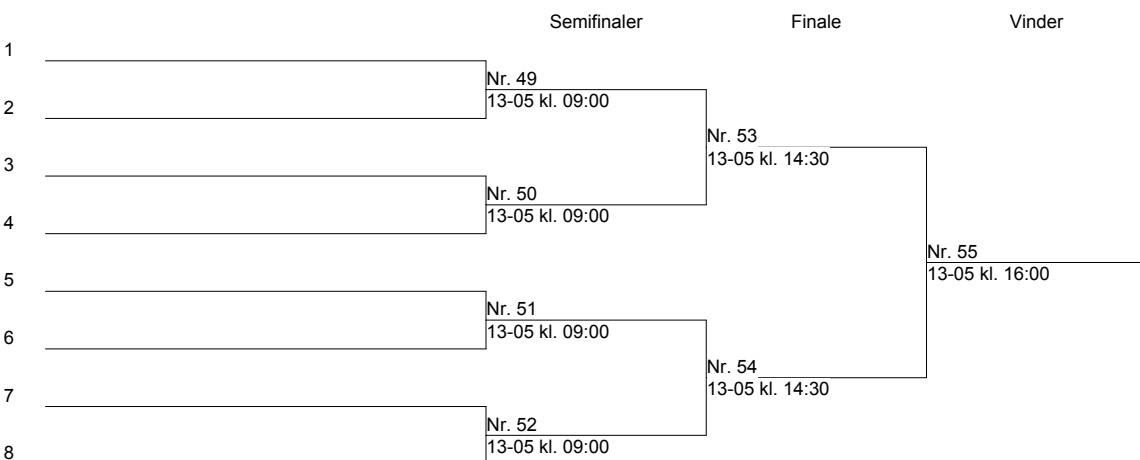 Semifinaler Finale Vinder
1
Nr. 49
2
13-05 kl. 09:00
Nr. 53
3
13-05 kl. 14:30
Nr. 50
4
13-05 kl. 09:00
Nr. 55
5
13-05 kl. 16:00
Nr. 51
6
13-05 kl. 09:00
Nr. 54
7
13-05 kl. 14:30
Nr. 52
8
13-05 kl. 09:00